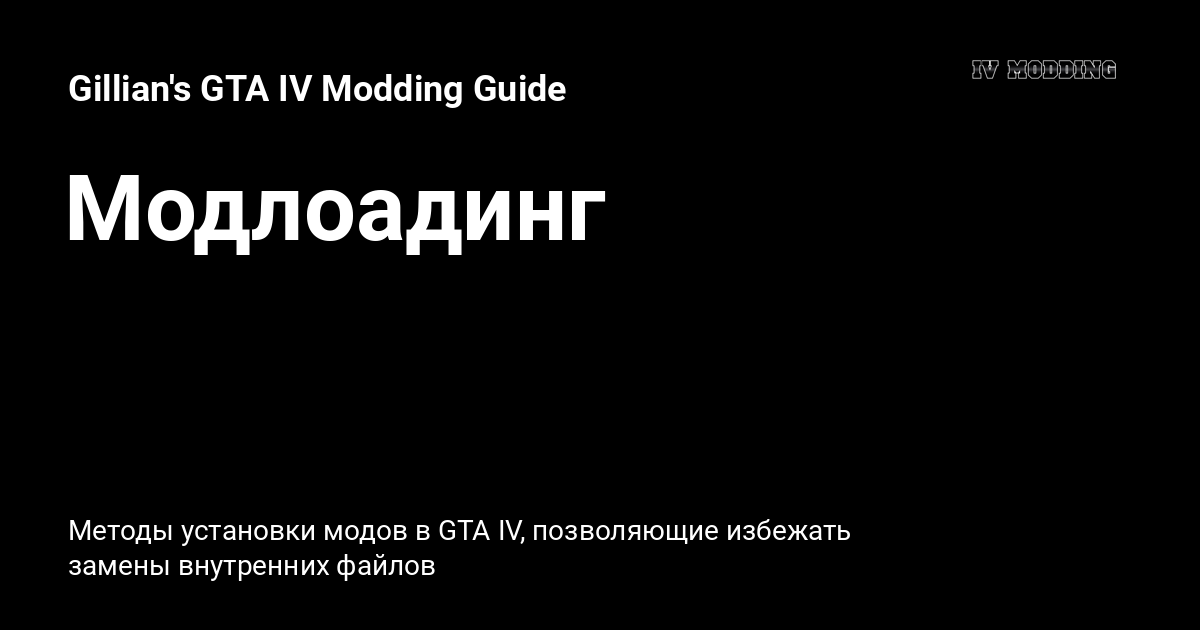 Gillian's GTA IV Modding Guide
IV MODDING
Модлоадинг
Методы установки модов в GTA IV, позволяющие избежать
замены внутренних файлов